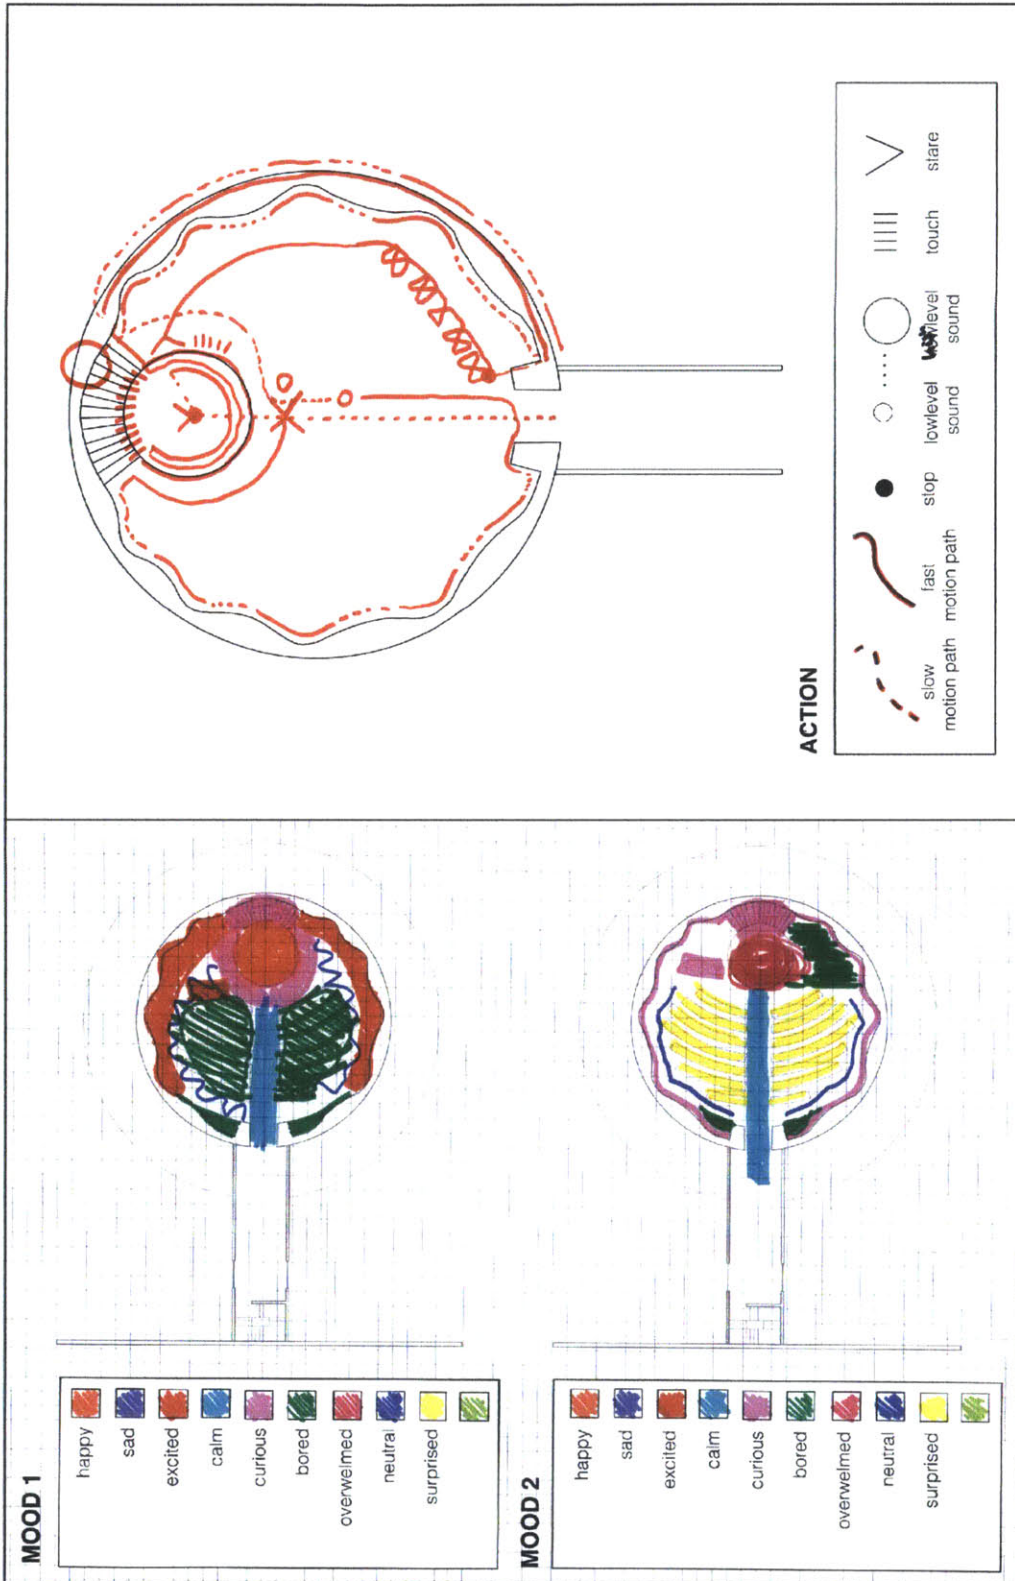 MOOD 1
happy
sad
excited
calm
curious
bored
overwelmed
neutral
surprised
MOOD 2
happy
sad
excited
calm
curious
bored
overwelmed
neutral
surprised
ACTION
slow
motion path
fast
motion path
stop
lowlevel
sound
level
sound
touch
stare